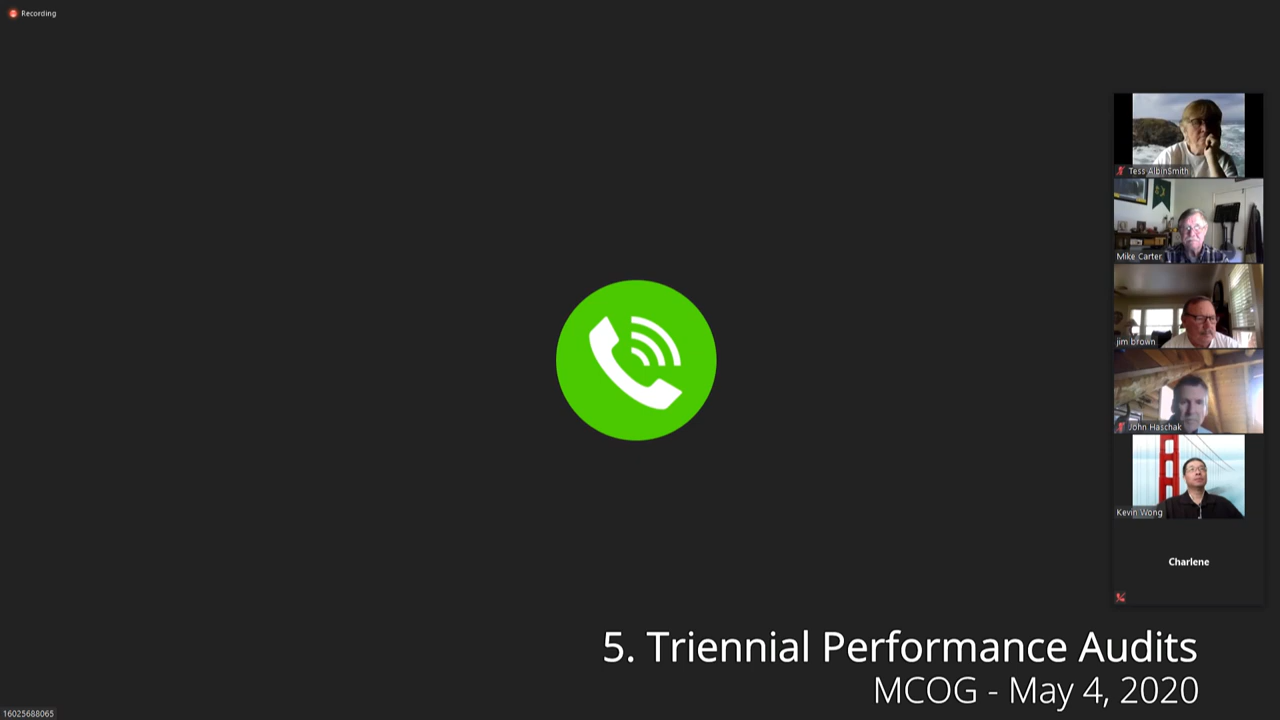 Recording
Tess AlbinSmith
Mike Carter
jim brown
John Haschak
Kevin Wong
Charlene
5. Triennial Performance Audits
MCOG - May 4, 2020
16025688065